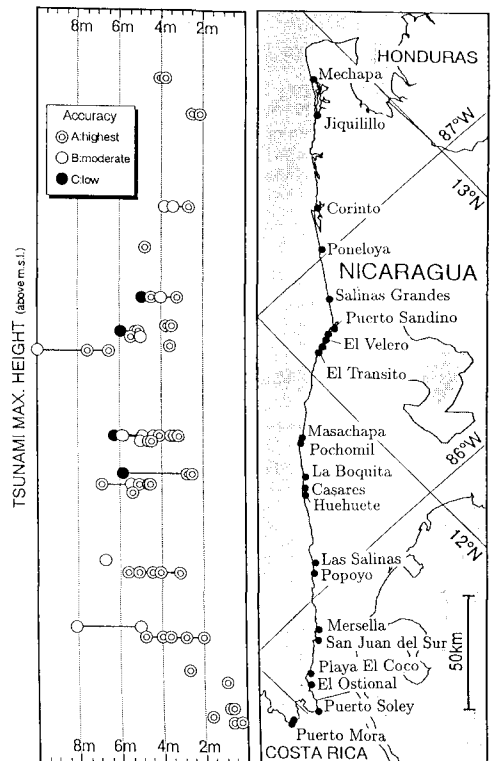 8m 6m 4m 2m
Accuracy
A:highest
B:moderate
C:low
TSUNAMI MAX. HEIGHT (above m.s.l.)
8m 6m 4m 2m
HONDURAS
Mechapa
87°W
Jiquilillo
13°N
Corinto
Poneloya
NICARAGUA
Salinas Grandes
Puerto Sandino
El Velero
El Transito
Masachapa
Pochomil
86°W
La Boquita
Casares
Huehuete
12°N
Las Salinas
Popoyo
Mersella
San Juan del Sur
50km
Playa El Coco
El Ostional
Puerto Soley
Puerto Mora
COSTA RICA